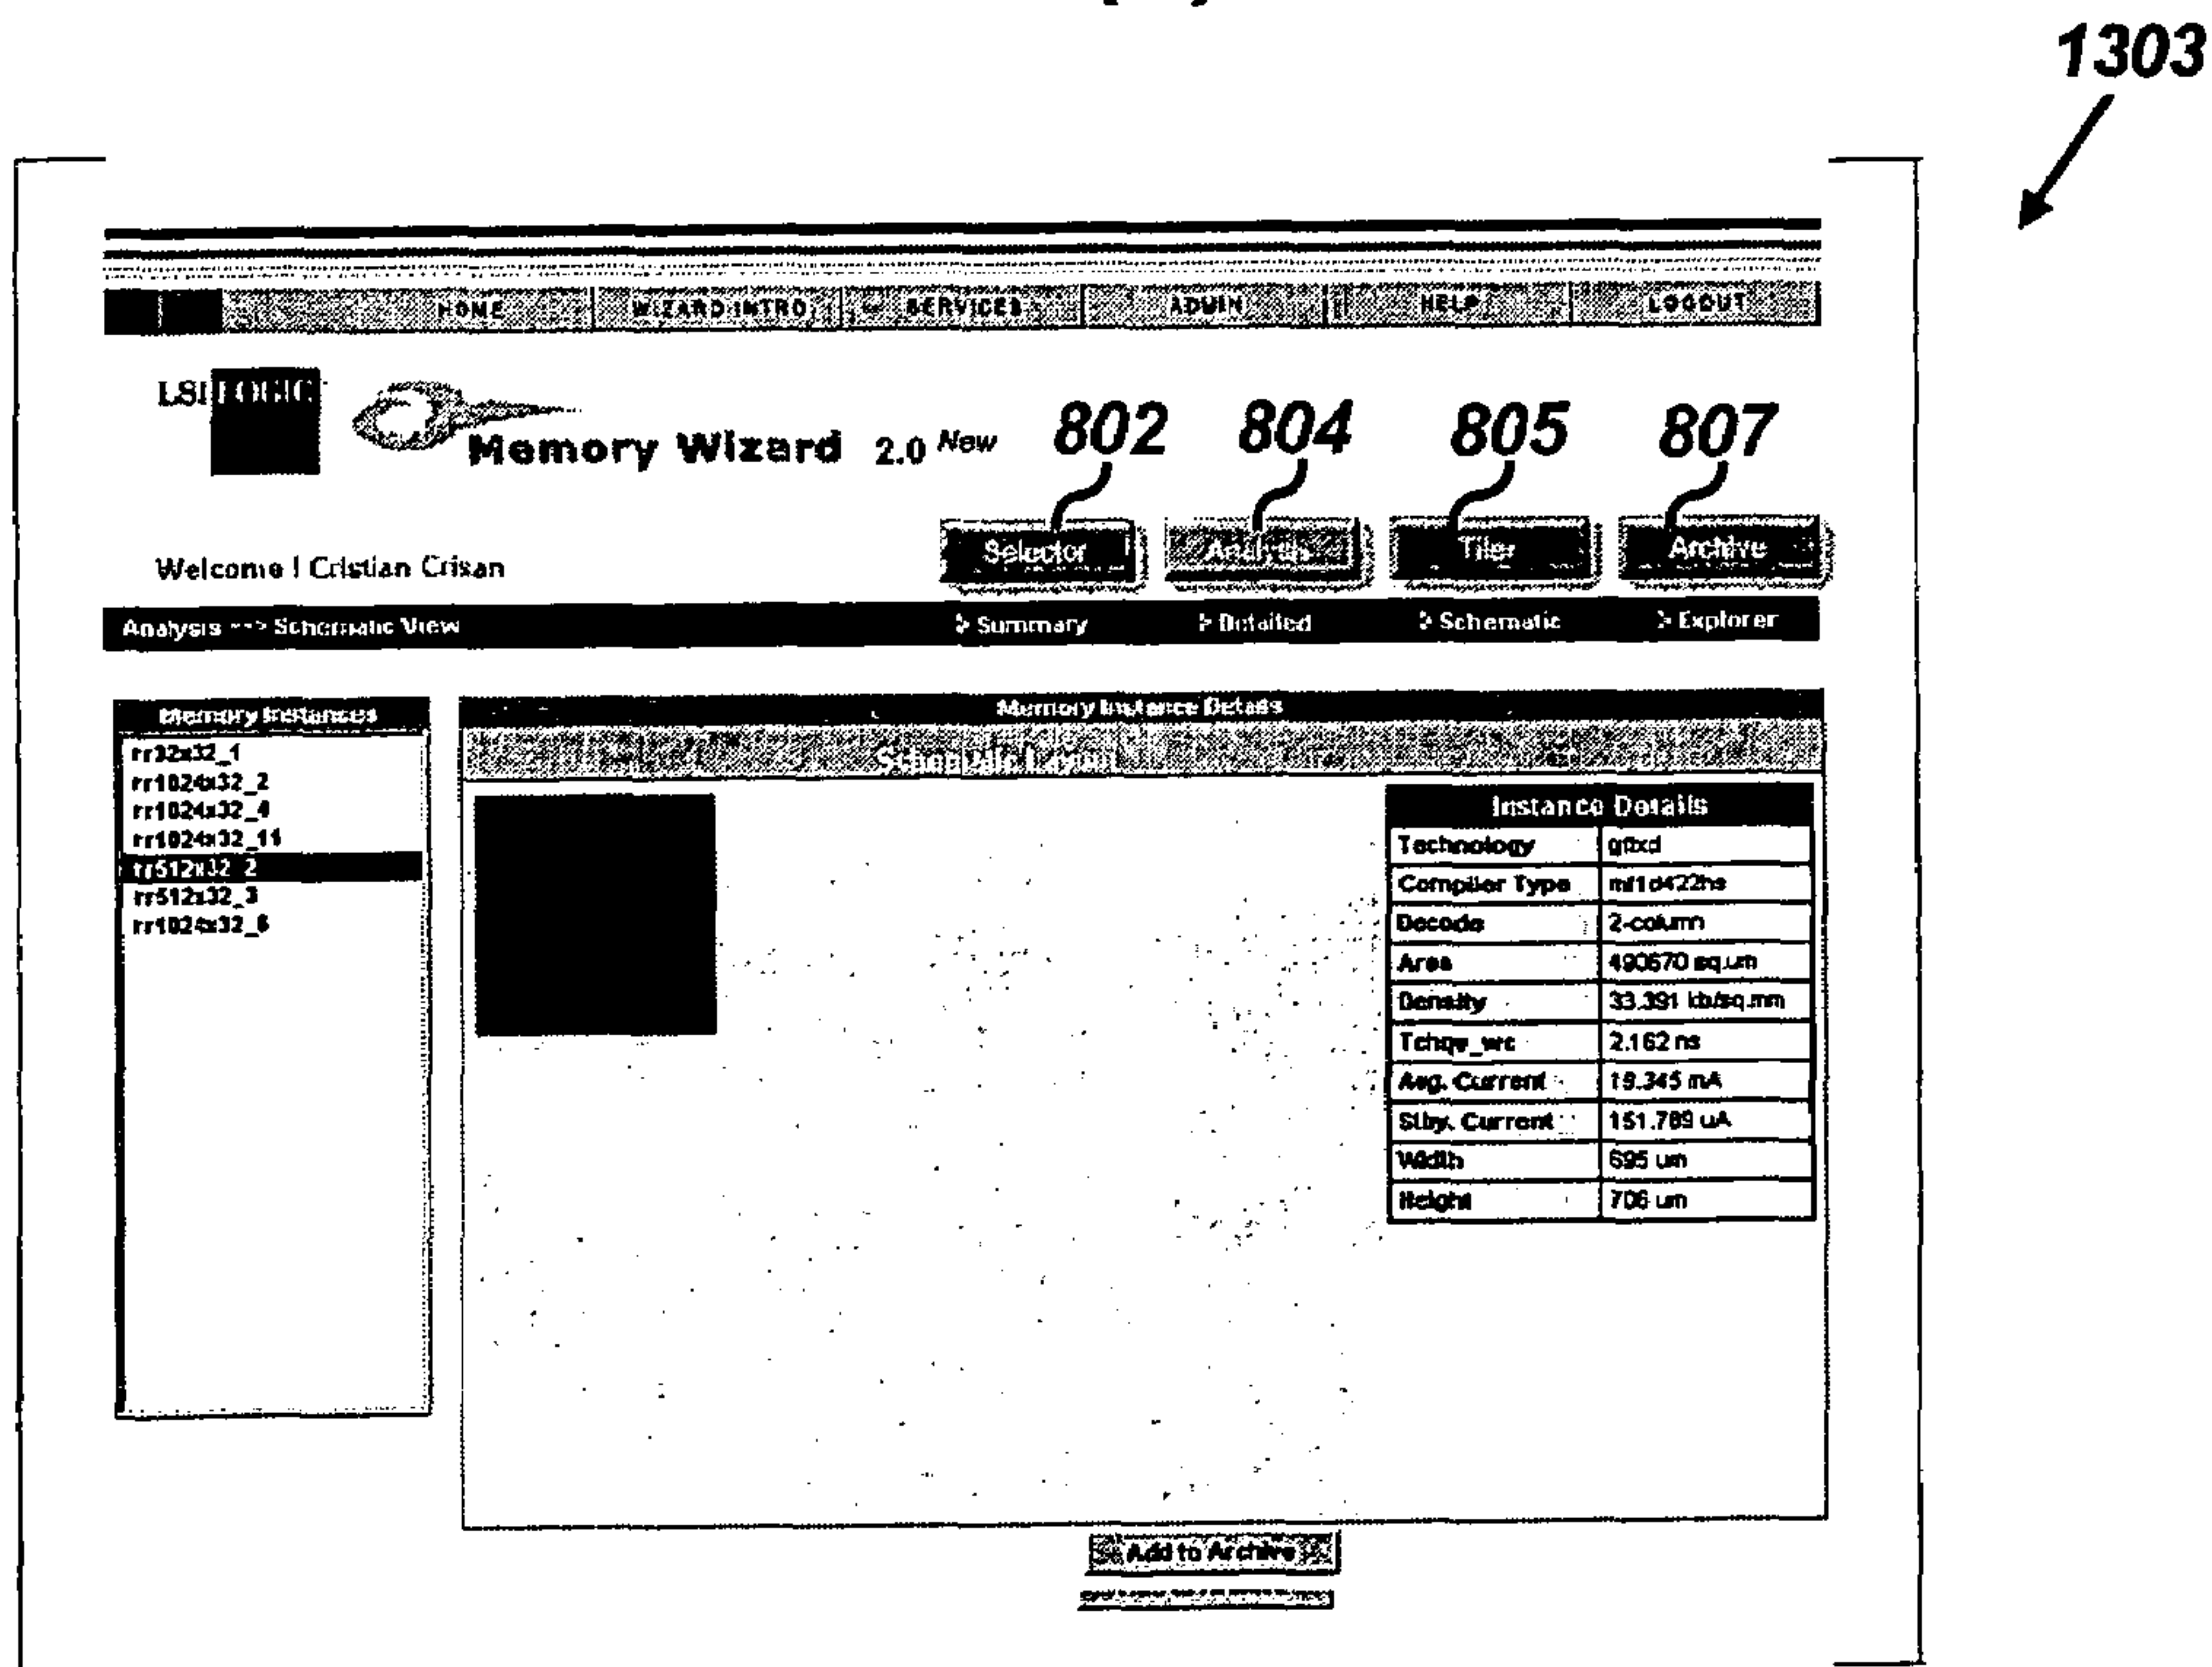 1303
HOME WIZARD INTRO SERVICES ADMIN HELP LOGOUT
LSI LOGIC
Memory Wizard 2.0 New
802 804 805 807
Selector Analysis Tiler Archive
Welcome ! Cristian Crisan
Analysis --> Schematic View > Summary > Detailed > Schematic > Explorer
Memory Instances
rr32x32_1
rr1024x32_2
rr1024x32_4
rr1024x32_11
rr512x32_2
rr512x32_3
rr1024x32_6
Memory Instance Details
Schematic Layout
Instance Details
Technology gflxd
Compiler Type
Decode 2-column
Area 490670 sq.um
Density 33.391 kb/sq.mm
Tchqv_wrc 2.162 ns
Avg. Current 19.345 mA
Stby. Current 151.789 uA
Width 695 um
Height 706 um
Add to Archive